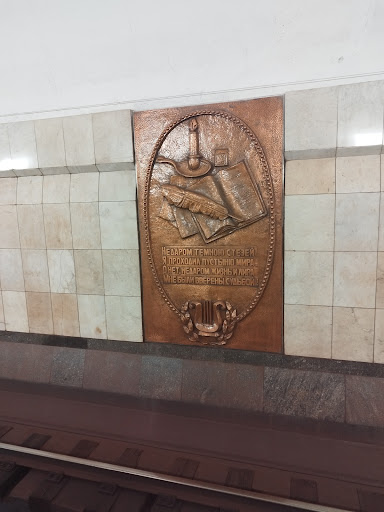 НЕДАРОМ ТЕМНОЮ СТЕЗЕЙ
Я ПРОХОДИЛ ПУСТЫНЮ МИРА
О НЕТ, НЕДАРОМ ЖИЗНЬ И ЛИРА
МНЕ БЫЛИ ВВЕРЕНЫ СУДЬБОЙ